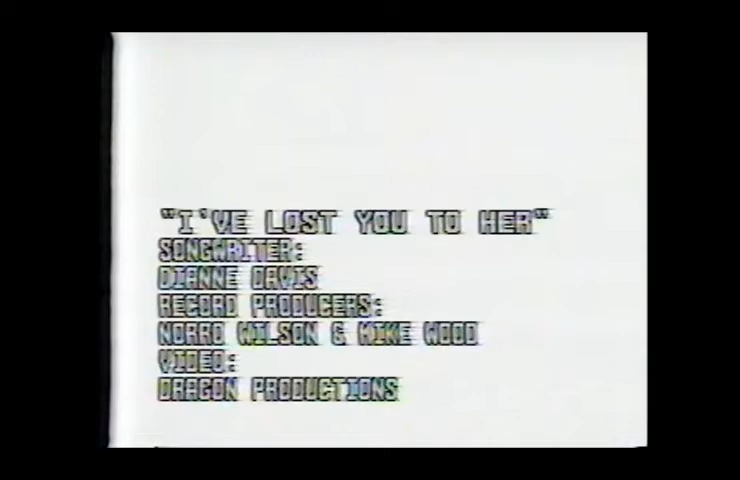 "I'VE LOST YOU TO HER"
SONGWRITER:
DIANNE DAVIS
RECORD PRODUCERS:
NORRO WILSON & MIKE WOOD
VIDEO:
DRAGON PRODUCTIONS